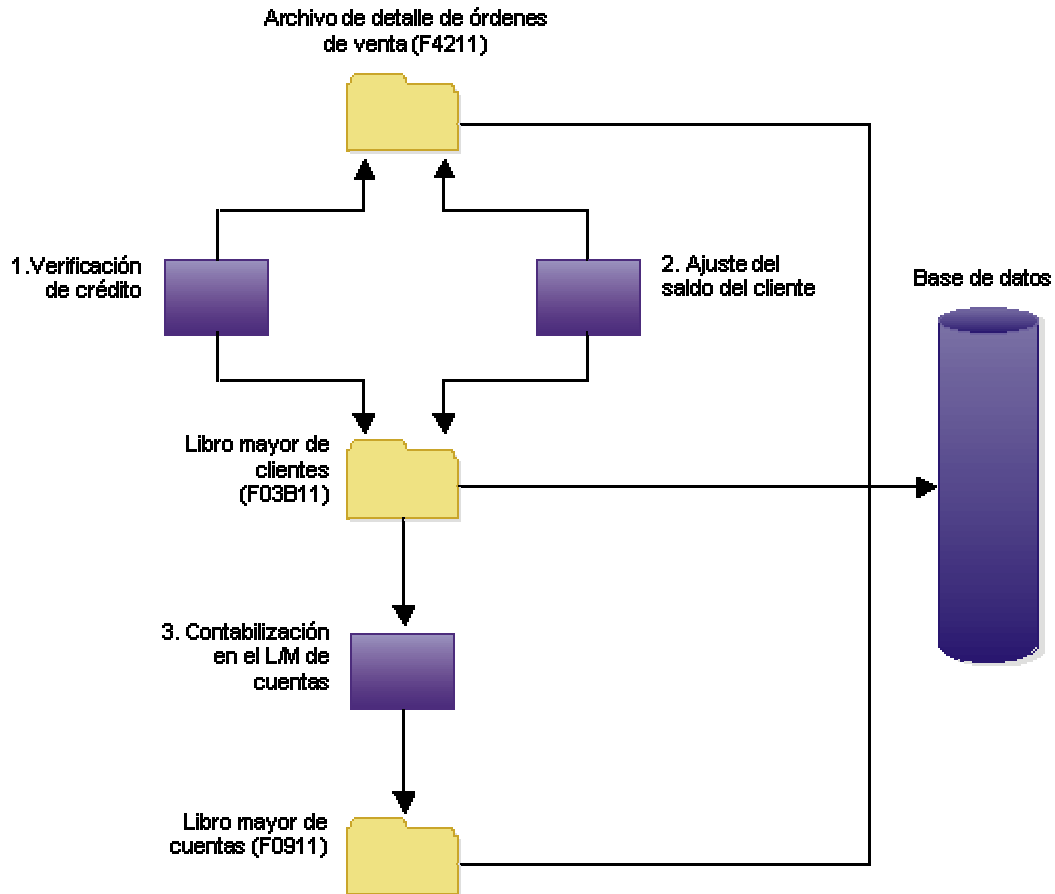 Archivo de detalle de órdenes
de venta (F4211)
1.Verificación
de crédito
2. Ajuste del
saldo del cliente
Base de datos
Libro mayor de
clientes
(F03B11)
3. Contabilización
en el L/M de
cuentas
Libro mayor de
cuentas (F0911)